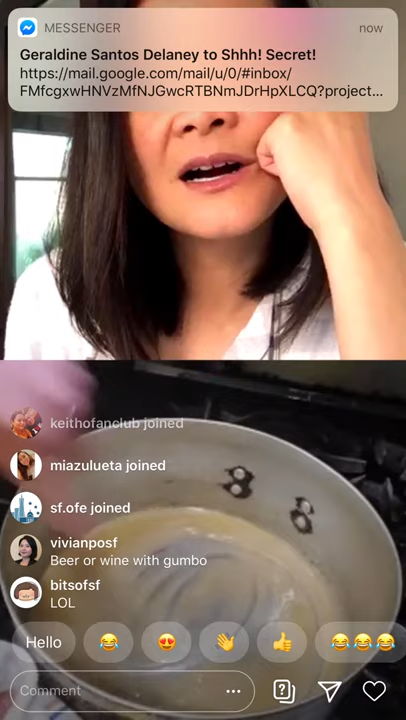 MESSENGER
now
Geraldine Santos Delaney to Shhh! Secret!
https://mail.google.com/mail/u/0/#inbox/
FMfcgxwHNVzMfNJGwcRTBNmJDrHpXLCQ?project...
keithofanclub joined
miazulueta joined
sf.ofe joined
vivianposf
Beer or wine with gumbo
bitsofsf
LOL
Hello
Comment